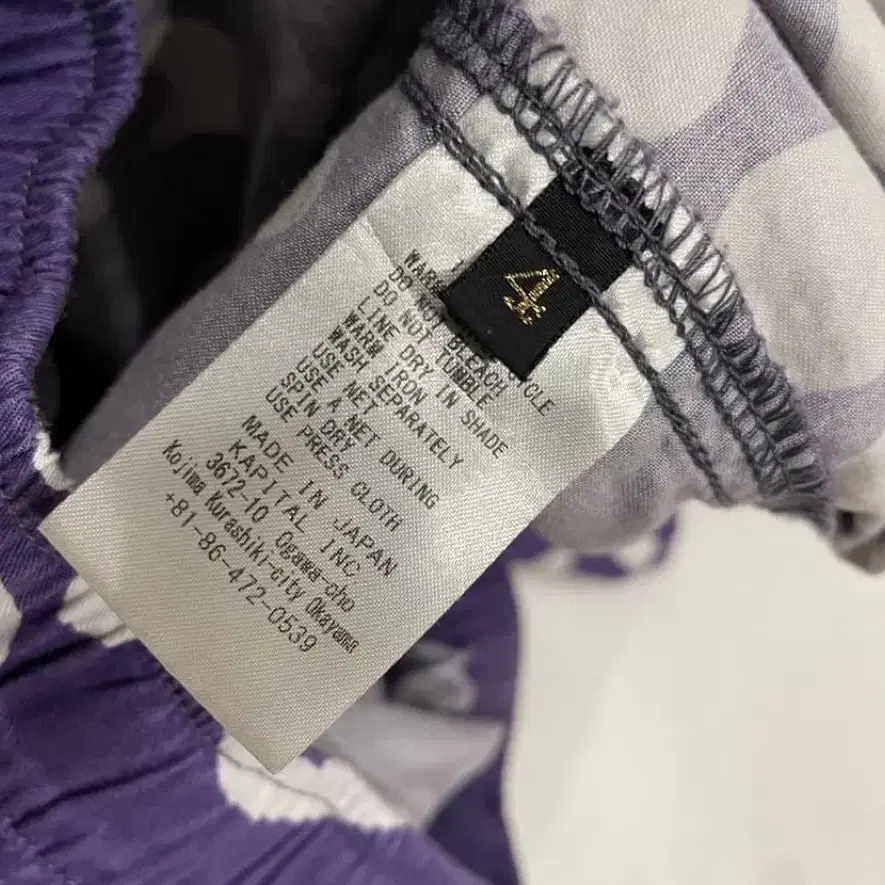 4
WARM
DO NOT BLEACH
DO NOT TUMBLE
LINE DRY IN SHADE
WARM IRON
WASH SEPARATELY
USE NET
USE A NET DURING
SPIN DRY
USE PRESS CLOTH
MADE IN JAPAN
KAPITAL INC
3672-10 Ogawa-cho
Kojima Kurashiki-city Okayama
+81-86-472-0539